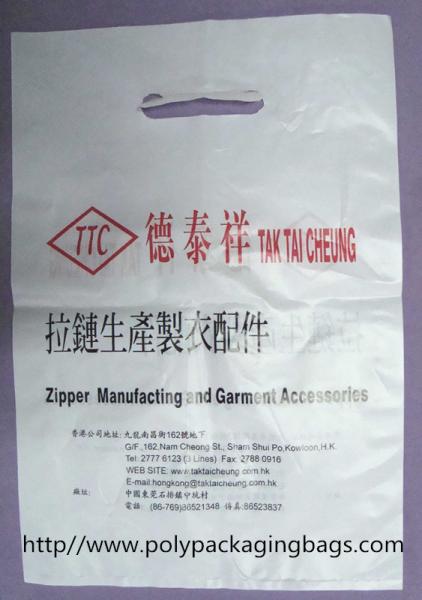 TTC 德泰祥 TAK TAI CHEUNG
拉鏈生產製衣配件
Zipper Manufacting and Garment Accessories
香港公司地址: 九龍南昌街162號地下
G/F.,162,Nam Cheong St., Sham Shui Po,Kowloon,H.K.
Tel: 2777 6123 (3 Lines) Fax: 2788 0916
WEB SITE: www.taktaicheung.com.hk
E-mail:hongkong@taktaicheung.com.hk
廠址: 中國東莞石排鎮中坑村
電話: (86-769)86521348 傳真:86523837
http//www.polypackagingbags.com